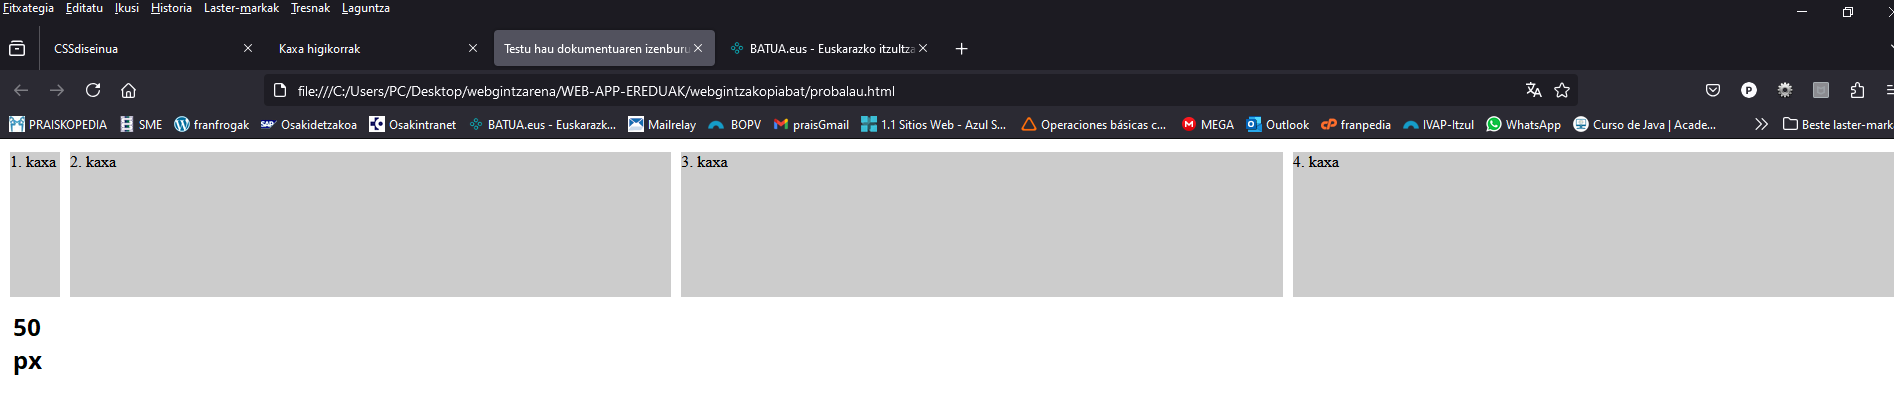 Fitxategia Editatu Ikusi Historia Laster-markak Tresnak Laguntza
CSSdiseinua Kaxa higikorrak Testu hau dokumentuaren izenburu BATUA.eus - Euskarazko itzultza
file:///C:/Users/PC/Desktop/webgintzarena/WEB-APP-EREDUAK/webgintzakopiabat/probalau.html P
PRAISKOPEDIA SME franfrogak SAP Osakidetzakoa Osakintranet BATUA.eus - Euskarazk... Mailrelay BOPV praisGmail 1.1 Sitios Web - Azul S... Operaciones básicas c... M MEGA Outlook cP franpedia IVAP-Itzul WhatsApp Curso de Java | Acade... Beste laster-mark
1. kaxa 2. kaxa 3. kaxa 4. kaxa
50
px